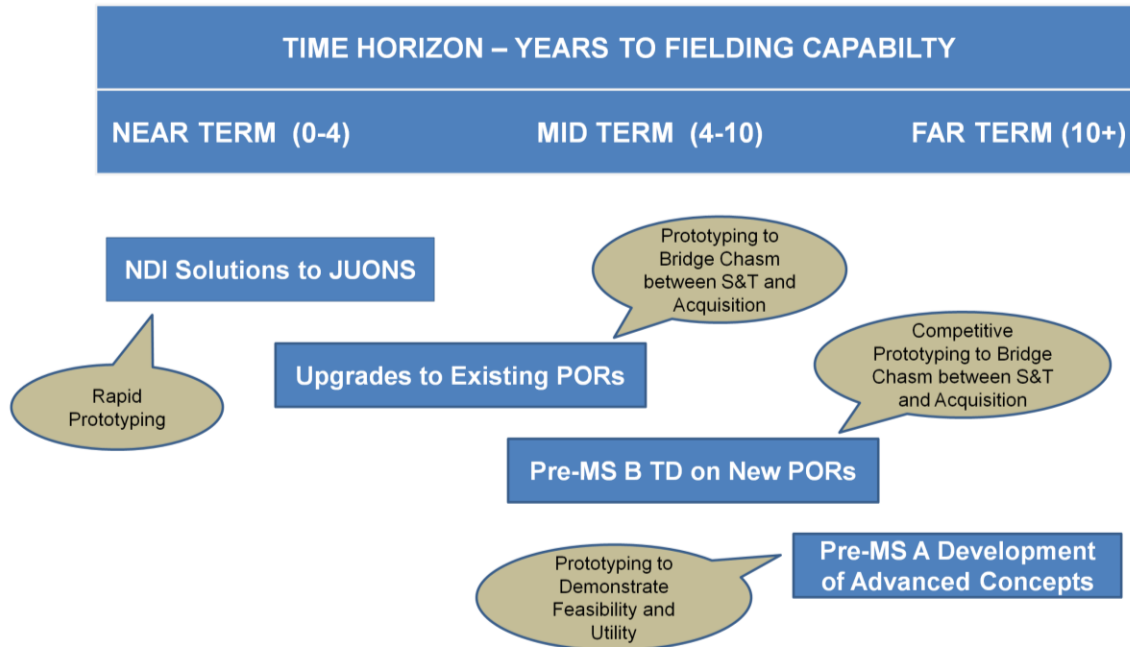 TIME HORIZON – YEARS TO FIELDING CAPABILTY
NEAR TERM (0-4) MID TERM (4-10) FAR TERM (10+)
NDI Solutions to JUONS
Prototyping to
Bridge Chasm
between S&T and
Acquisition
Rapid
Prototyping
Upgrades to Existing PORs
Competitive
Prototyping to Bridge
Chasm between S&T
and Acquisition
Pre-MS B TD on New PORs
Prototyping to
Demonstrate
Feasibility and
Utility
Pre-MS A Development
of Advanced Concepts